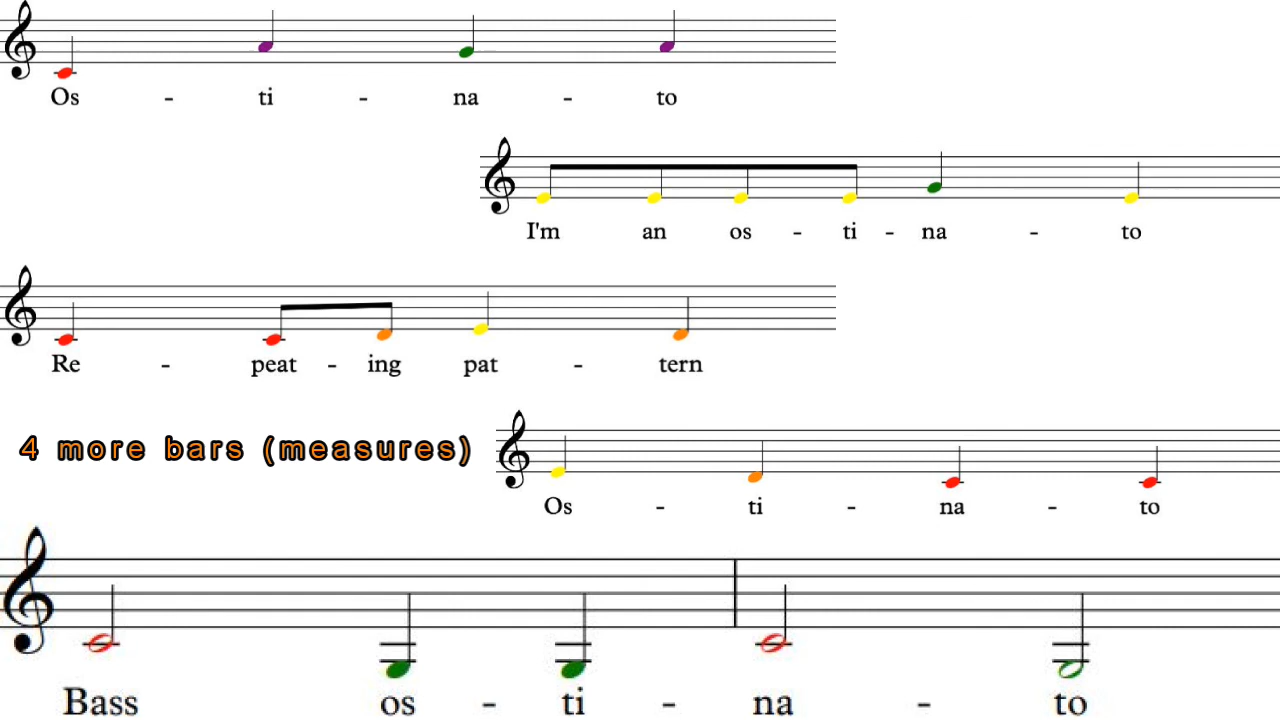 Os - ti - na - to
I'm an os - ti - na - to
Re - peat - ing pat - tern
4 more bars (measures)
Os - ti - na - to
Bass os - ti - na - to